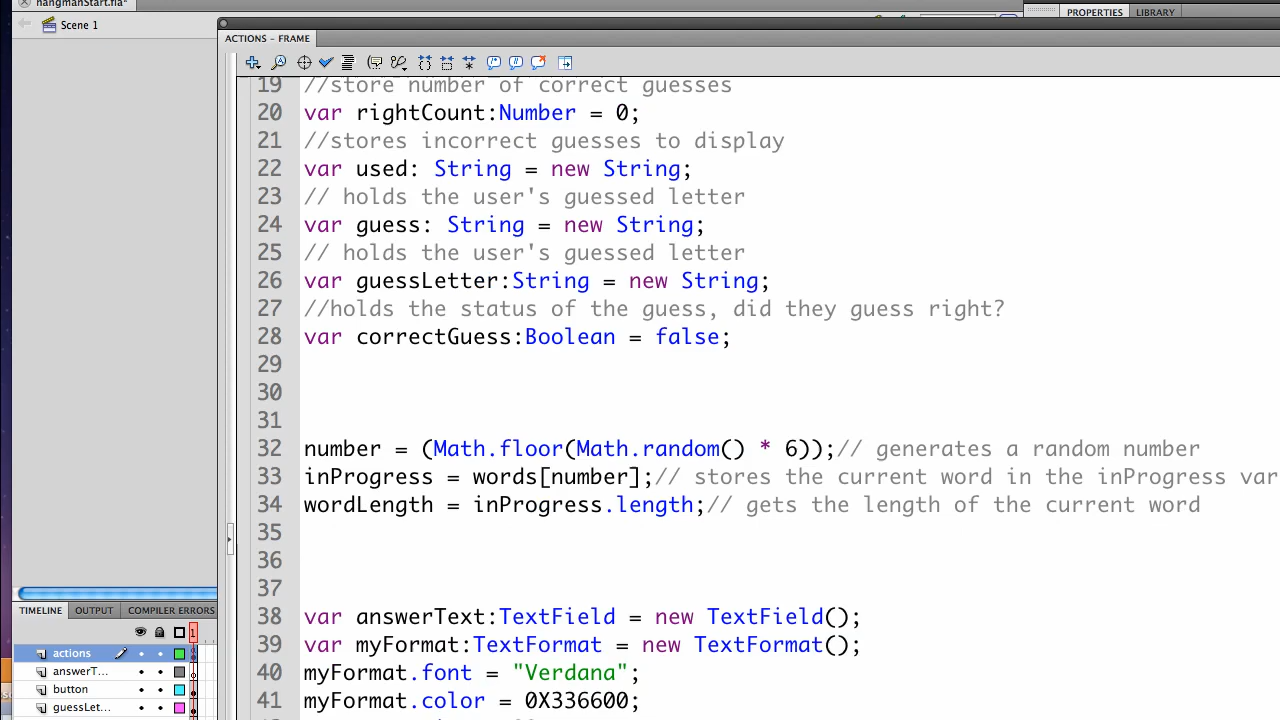 hangmanStart.fla*
Scene 1
PROPERTIES
LIBRARY
ACTIONS – FRAME
19 //store number of correct guesses
20 var rightCount:Number = 0;
21 //stores incorrect guesses to display
22 var used: String = new String;
23 // holds the user's guessed letter
24 var guess: String = new String;
25 // holds the user's guessed letter
26 var guessLetter:String = new String;
27 //holds the status of the guess, did they guess right?
28 var correctGuess:Boolean = false;
29
30
31
32 number = (Math.floor(Math.random() * 6));// generates a random number
33 inProgress = words[number];// stores the current word in the inProgress var
34 wordLength = inProgress.length;// gets the length of the current word
35
36
37
38 var answerText:TextField = new TextField();
39 var myFormat:TextFormat = new TextFormat();
40 myFormat.font = "Verdana";
41 myFormat.color = 0X336600;
TIMELINE
OUTPUT
COMPILER ERRORS
1
actions
answerT...
button
guessLet...